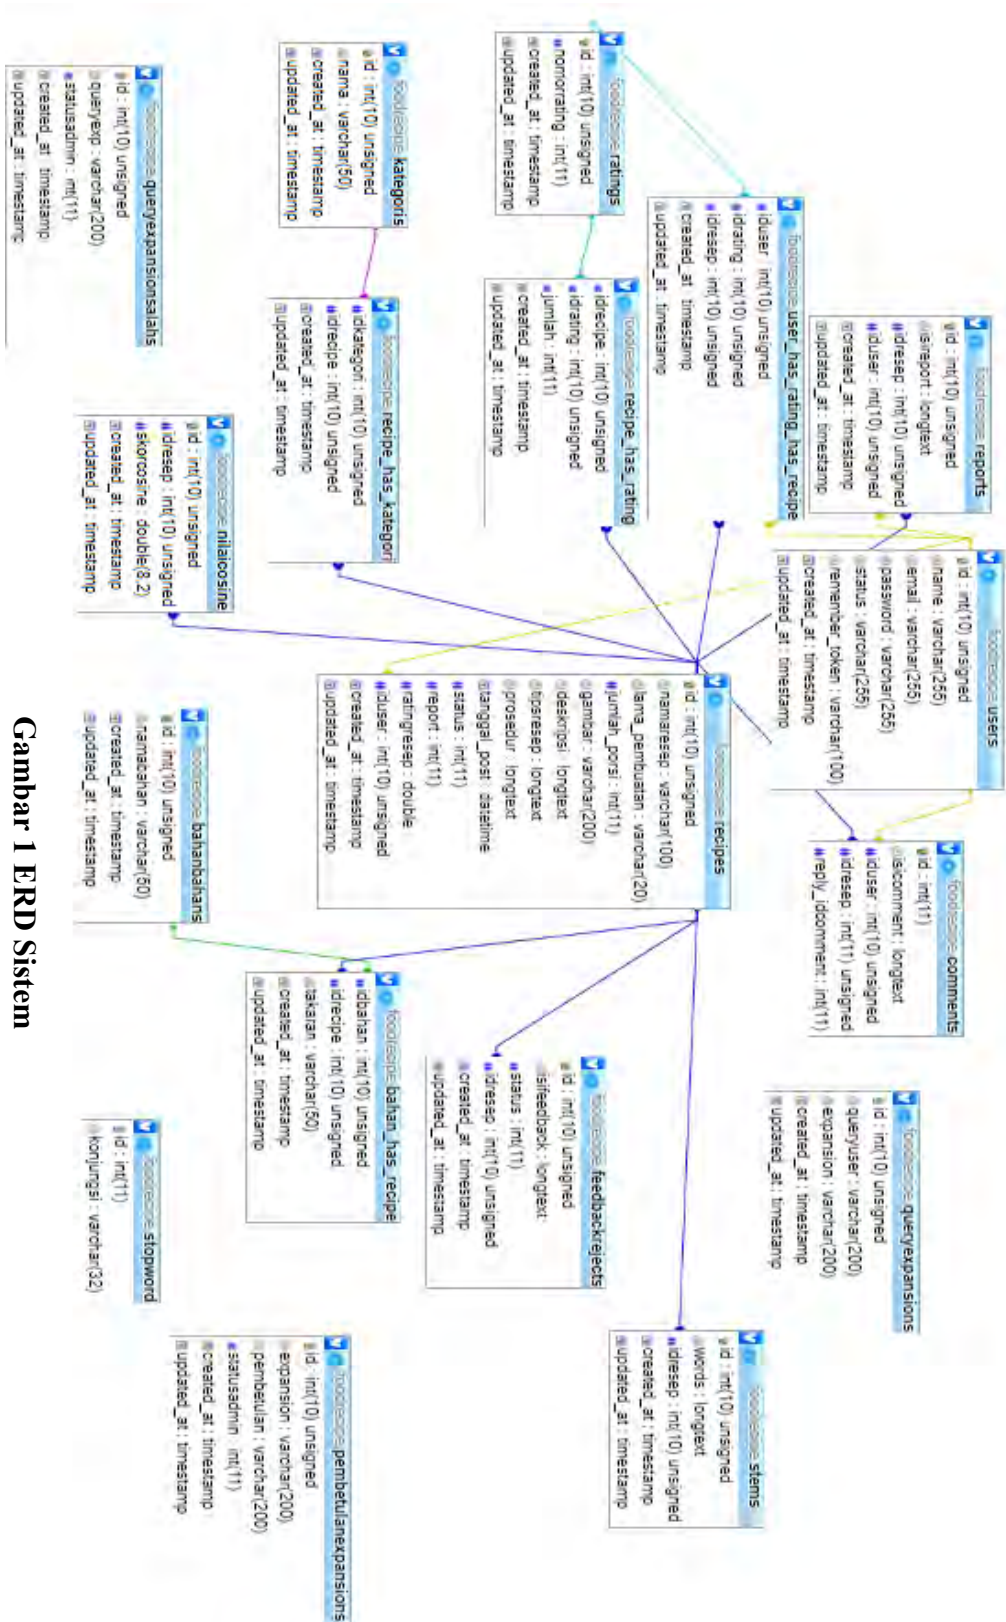 foodrecipe reports
id : int(10) unsigned
isireport : longtext
idresep : int(10) unsigned
iduser : int(10) unsigned
created_at : timestamp
updated_at : timestamp
foodrecipe users
id : int(10) unsigned
name : varchar(255)
email : varchar(255)
password : varchar(255)
status : varchar(255)
remember_token : varchar(100)
created_at : timestamp
updated_at : timestamp
foodrecipe comments
id : int(11)
isicomment : longtext
iduser : int(10) unsigned
idresep : int(11) unsigned
reply_idcomment : int(11)
foodrecipe queryexpansions
id : int(10) unsigned
queryuser : varchar(200)
expansion : varchar(200)
created_at : timestamp
updated_at : timestamp
foodrecipe user_has_rating_has_recipe
iduser : int(10) unsigned
idrating : int(10) unsigned
idresep : int(10) unsigned
created_at : timestamp
updated_at : timestamp
foodrecipe stems
id : int(10) unsigned
words : longtext
idresep : int(10) unsigned
created_at : timestamp
updated_at : timestamp
foodrecipe recipes
id : int(10) unsigned
namaresep : varchar(100)
lama_pembuatan : varchar(20)
jumlah_porsi : int(11)
gambar : varchar(200)
deskripsi : longtext
tipsresep : longtext
prosedur : longtext
tanggal_post : datetime
status : int(11)
report : int(11)
ratingresep : double
iduser : int(10) unsigned
created_at : timestamp
updated_at : timestamp
foodrecipe ratings
id : int(10) unsigned
nomorrating : int(11)
created_at : timestamp
updated_at : timestamp
foodrecipe recipe_has_rating
idrecipe : int(10) unsigned
idrating : int(10) unsigned
jumlah : int(11)
created_at : timestamp
updated_at : timestamp
foodrecipe feedbackrejects
id : int(10) unsigned
isifeedback : longtext
status : int(11)
idresep : int(10) unsigned
created_at : timestamp
updated_at : timestamp
foodrecipe kategoris
id : int(10) unsigned
nama : varchar(50)
created_at : timestamp
updated_at : timestamp
foodrecipe recipe_has_kategori
idkategori : int(10) unsigned
idrecipe : int(10) unsigned
created_at : timestamp
updated_at : timestamp
foodrecipe bahan_has_recipe
idbahan : int(10) unsigned
idrecipe : int(10) unsigned
takaran : varchar(50)
created_at : timestamp
updated_at : timestamp
foodrecipe pembetulanexpansions
id : int(10) unsigned
expansion : varchar(200)
pembetulan : varchar(200)
statusadmin : int(11)
created_at : timestamp
updated_at : timestamp
foodrecipe queryexpansionsalahs
id : int(10) unsigned
queryexp : varchar(200)
statusadmin : int(11)
created_at : timestamp
updated_at : timestamp
foodrecipe nilaicosine
id : int(10) unsigned
idresep : int(10) unsigned
skorcosine : double(8,2)
created_at : timestamp
updated_at : timestamp
foodrecipe bahanbahans
id : int(10) unsigned
namabahan : varchar(50)
created_at : timestamp
updated_at : timestamp
foodrecipe stopword
id : int(11)
konjungsi : varchar(32)
Gambar 1 ERD Sistem